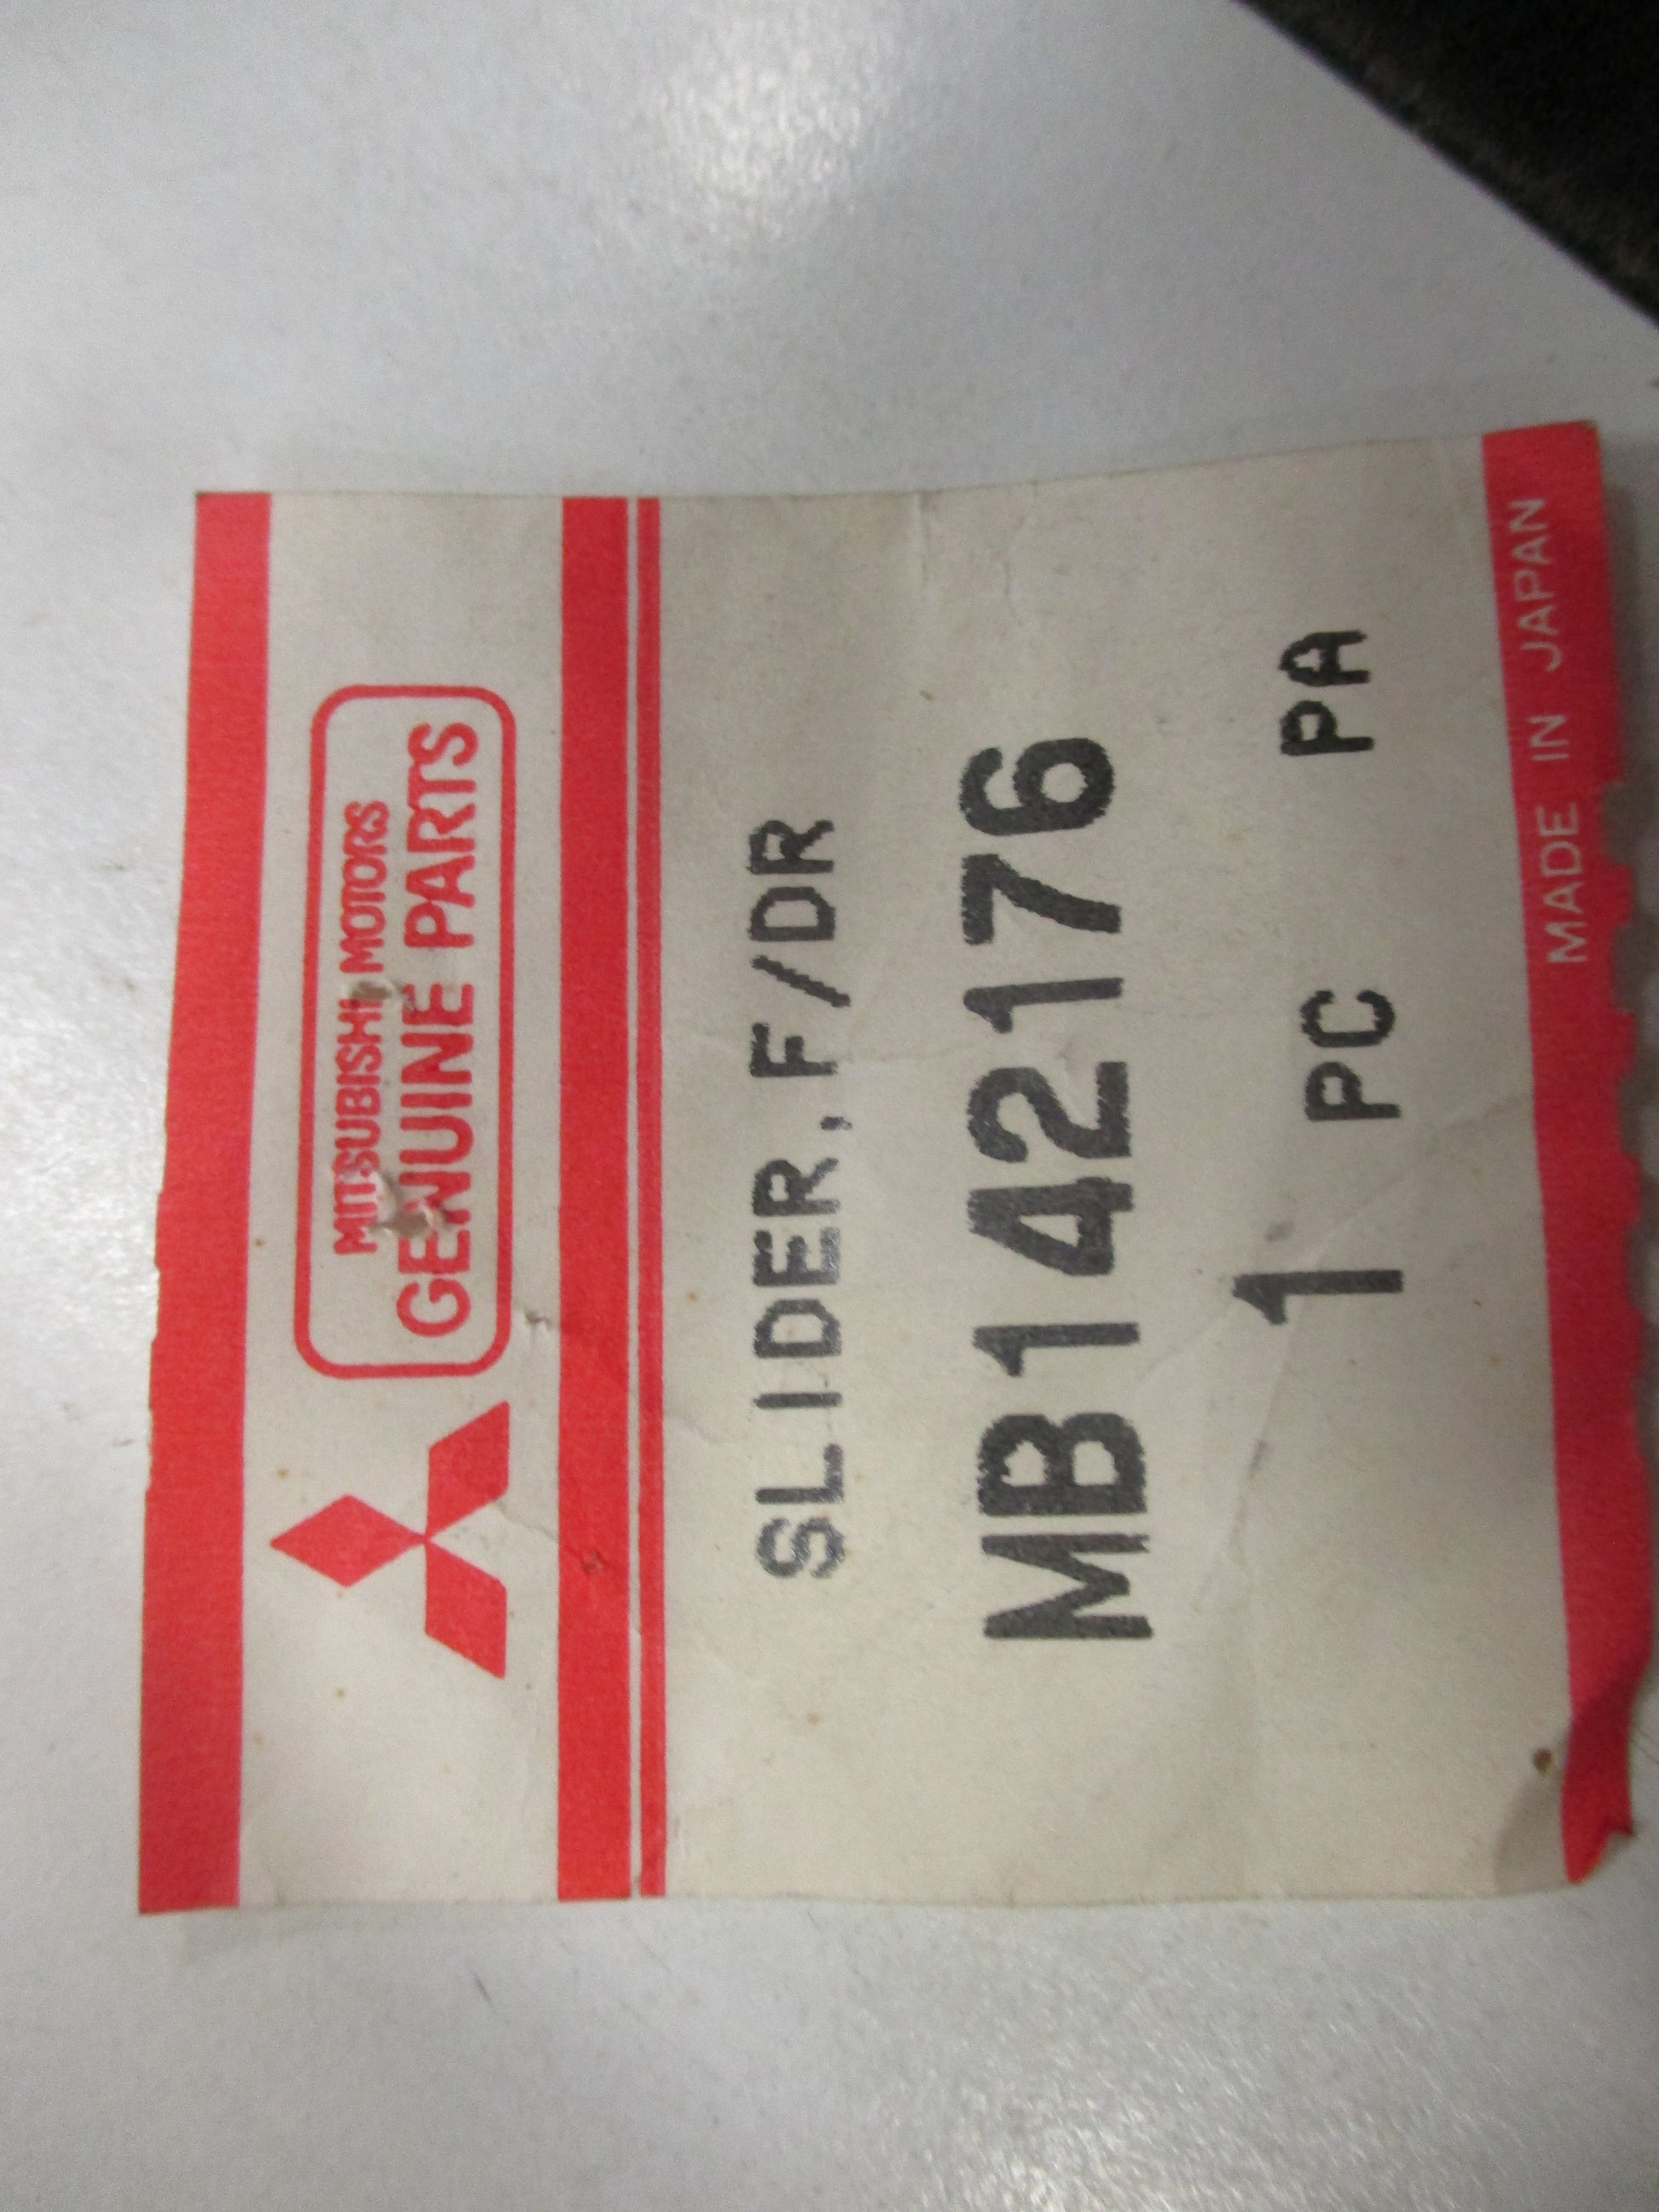 MITSUBISHI MOTORS
GENUINE PARTS
SLIDER, F/DR
MB142176
1 PC PA
MADE IN JAPAN